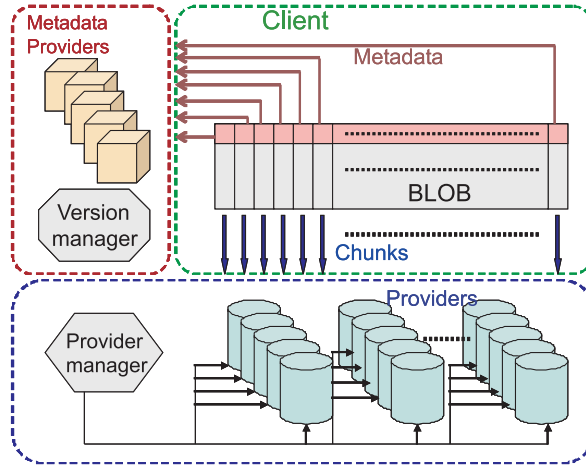 Metadata
Providers
Client
Metadata
BLOB
Version
manager
Chunks
Providers
Provider
manager